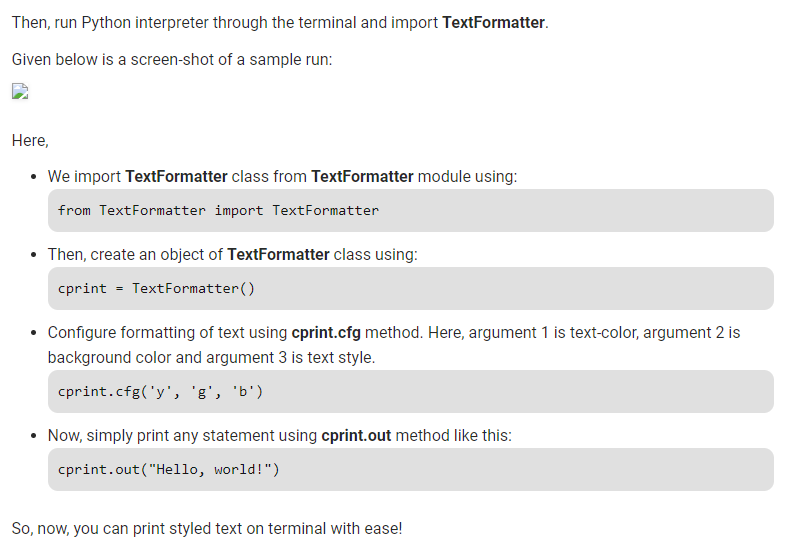 Then, run Python interpreter through the terminal and import TextFormatter.
Given below is a screen-shot of a sample run:
Here,
We import TextFormatter class from TextFormatter module using:
from TextFormatter import TextFormatter
Then, create an object of TextFormatter class using:
cprint = TextFormatter()
Configure formatting of text using cprint.cfg method. Here, argument 1 is text-color, argument 2 is
background color and argument 3 is text style.
cprint.cfg('y', 'g', 'b')
Now, simply print any statement using cprint.out method like this:
cprint.out("Hello, world!")
So, now, you can print styled text on terminal with ease!